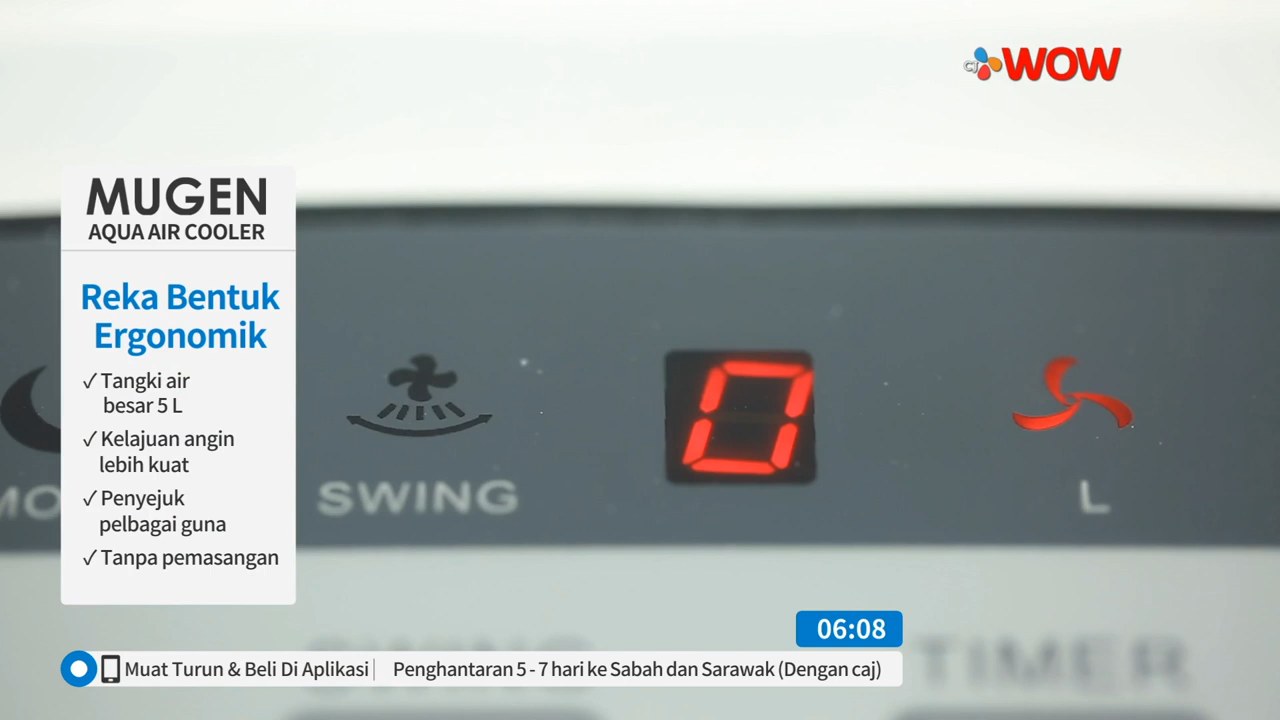 CJ WOW
MUGEN
AQUA AIR COOLER
Reka Bentuk
Ergonomik
✓ Tangki air
besar 5 L
✓ Kelajuan angin
lebih kuat
✓ Penyejuk
pelbagai guna
✓ Tanpa pemasangan
SWING
0
L
SWING
TIMER
06:08
Muat Turun & Beli Di Aplikasi | Penghantaran 5 - 7 hari ke Sabah dan Sarawak (Dengan caj)